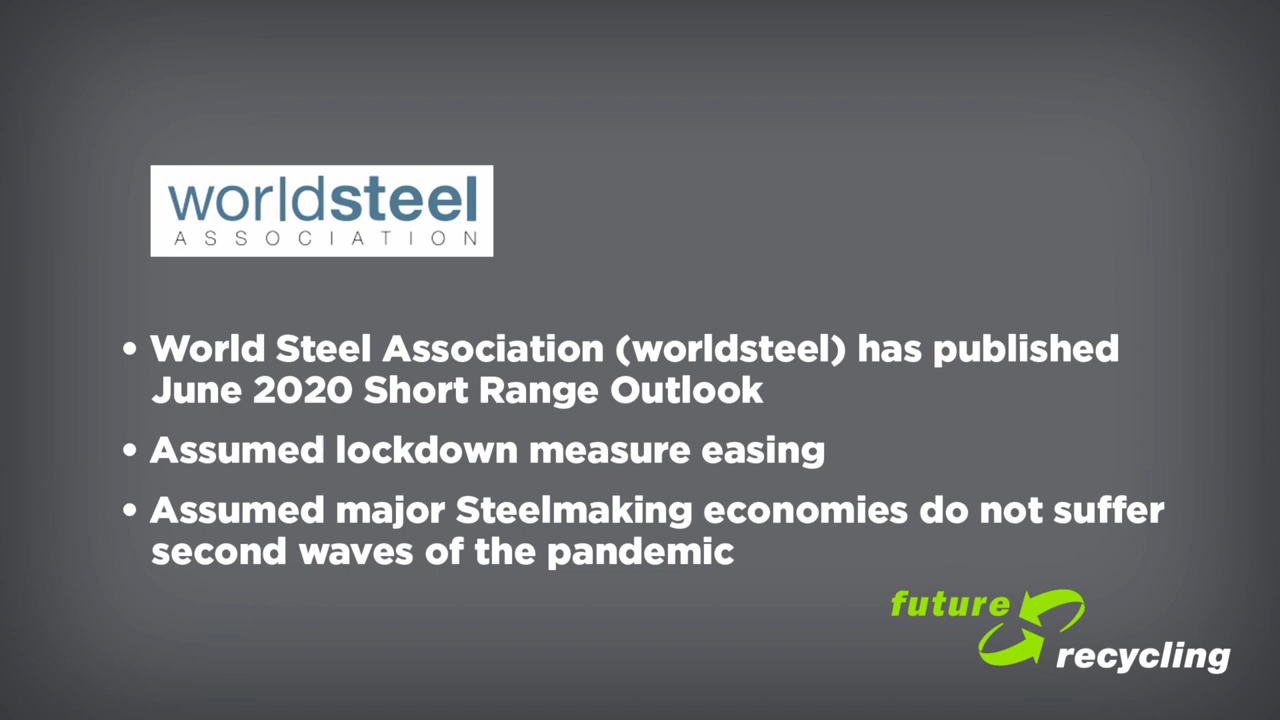 worldsteel
ASSOCIATION
• World Steel Association (worldsteel) has published
June 2020 Short Range Outlook
• Assumed lockdown measure easing
• Assumed major Steelmaking economies do not suffer
second waves of the pandemic
future
recycling